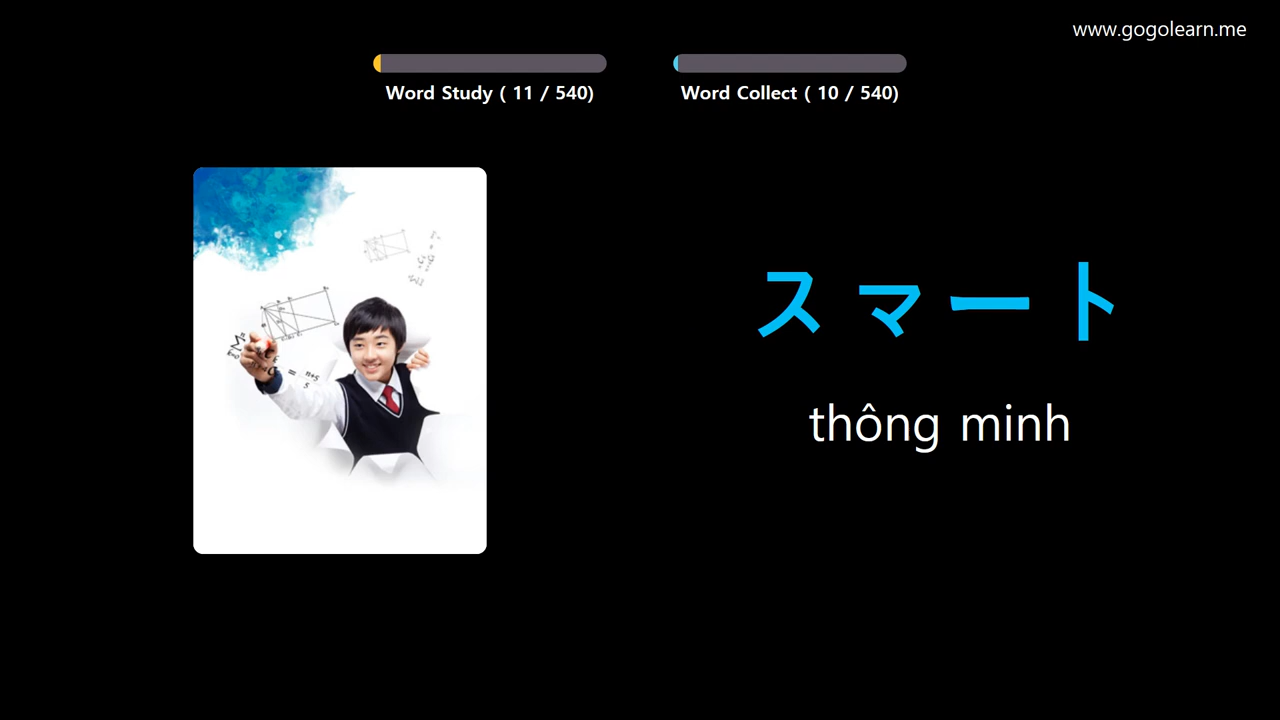 www.gogolearn.me
Word Study ( 11 / 540)
Word Collect ( 10 / 540)
スマート
thông minh